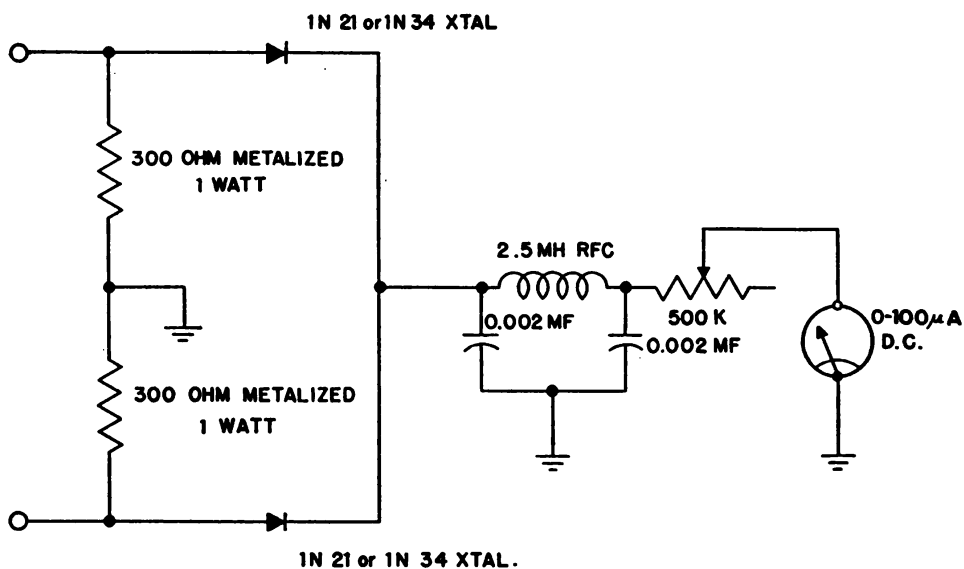 1N 21 or 1N 34 XTAL
300 OHM METALIZED
1 WATT
2.5 MH RFC
0.002 MF
500 K
0.002 MF
0-100µA
D.C.
300 OHM METALIZED
1 WATT
1N 21 or 1N 34 XTAL.